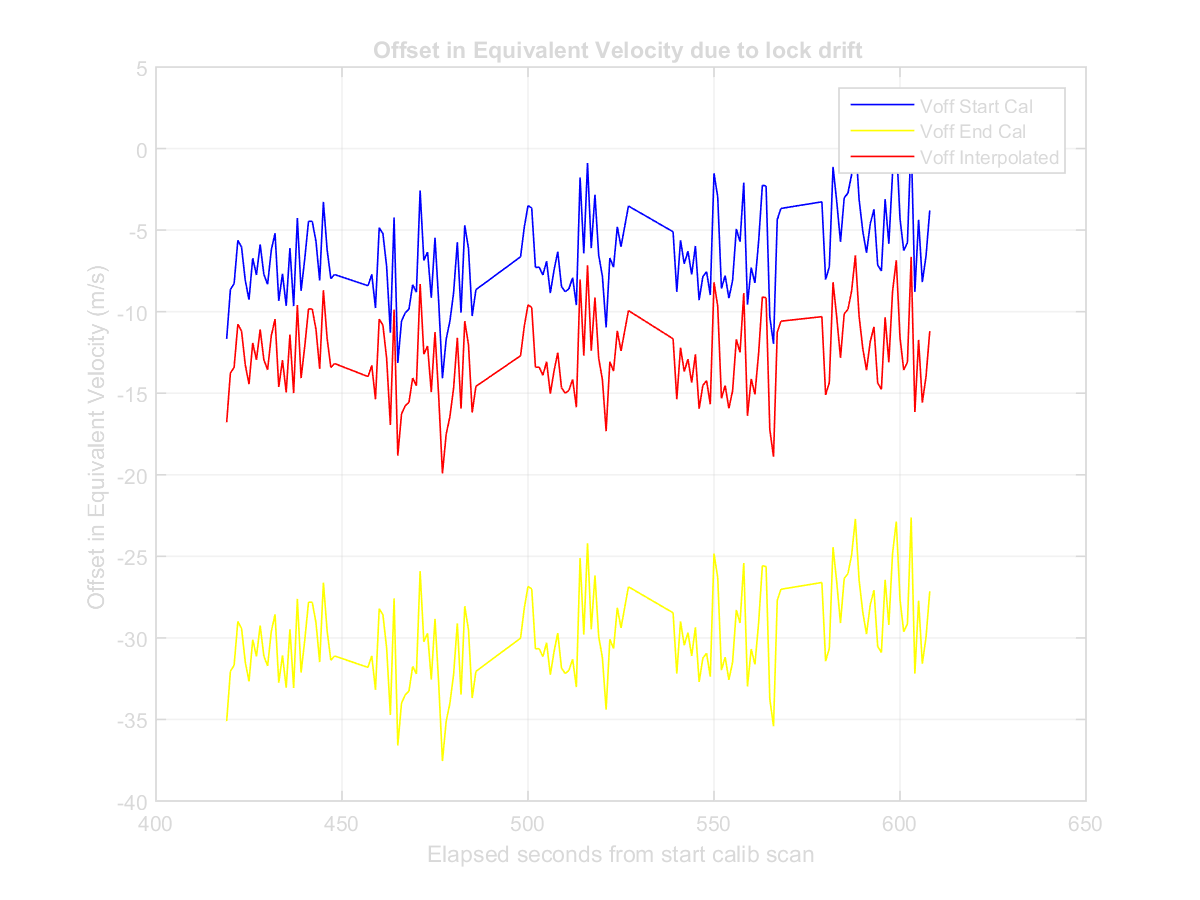 Offset in Equivalent Velocity due to lock drift
5
0
-5
-10
-15
-20
-25
-30
-35
-40
Offset in Equivalent Velocity (m/s)
Voff Start Cal
Voff End Cal
Voff Interpolated
400
450
500
550
600
650
Elapsed seconds from start calib scan